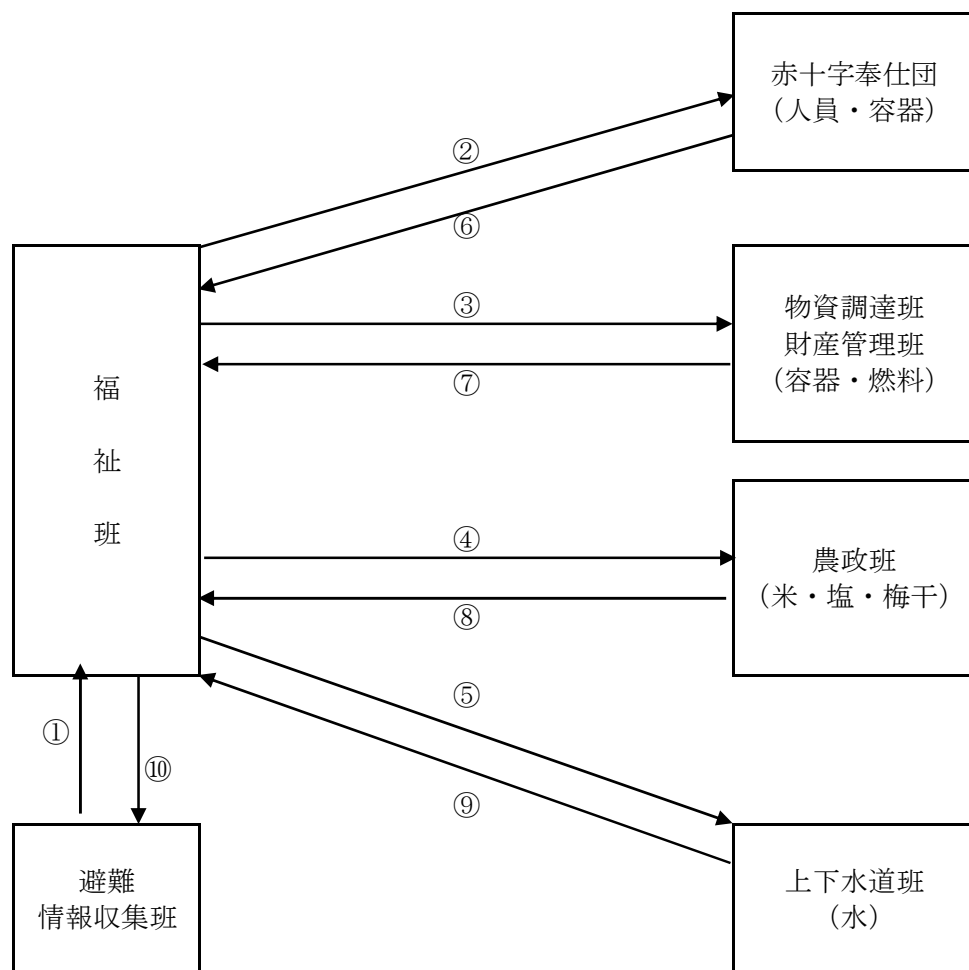 赤十字奉仕団
（人員・容器）
②
⑥
③
物資調達班
財産管理班
（容器・燃料）
⑦
福
祉
班
④
農政班
（米・塩・梅干）
⑧
⑤
①
⑩
⑨
避難
情報収集班
上下水道班
（水）